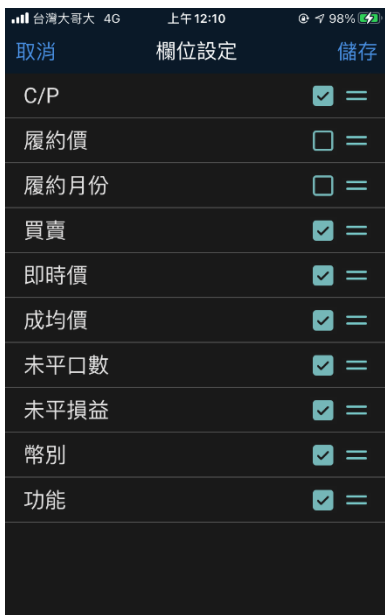 台灣大哥大 4G 上午12:10 98%
取消 欄位設定 儲存
C/P
履約價
履約月份
買賣
即時價
成均價
未平口數
未平損益
幣別
功能